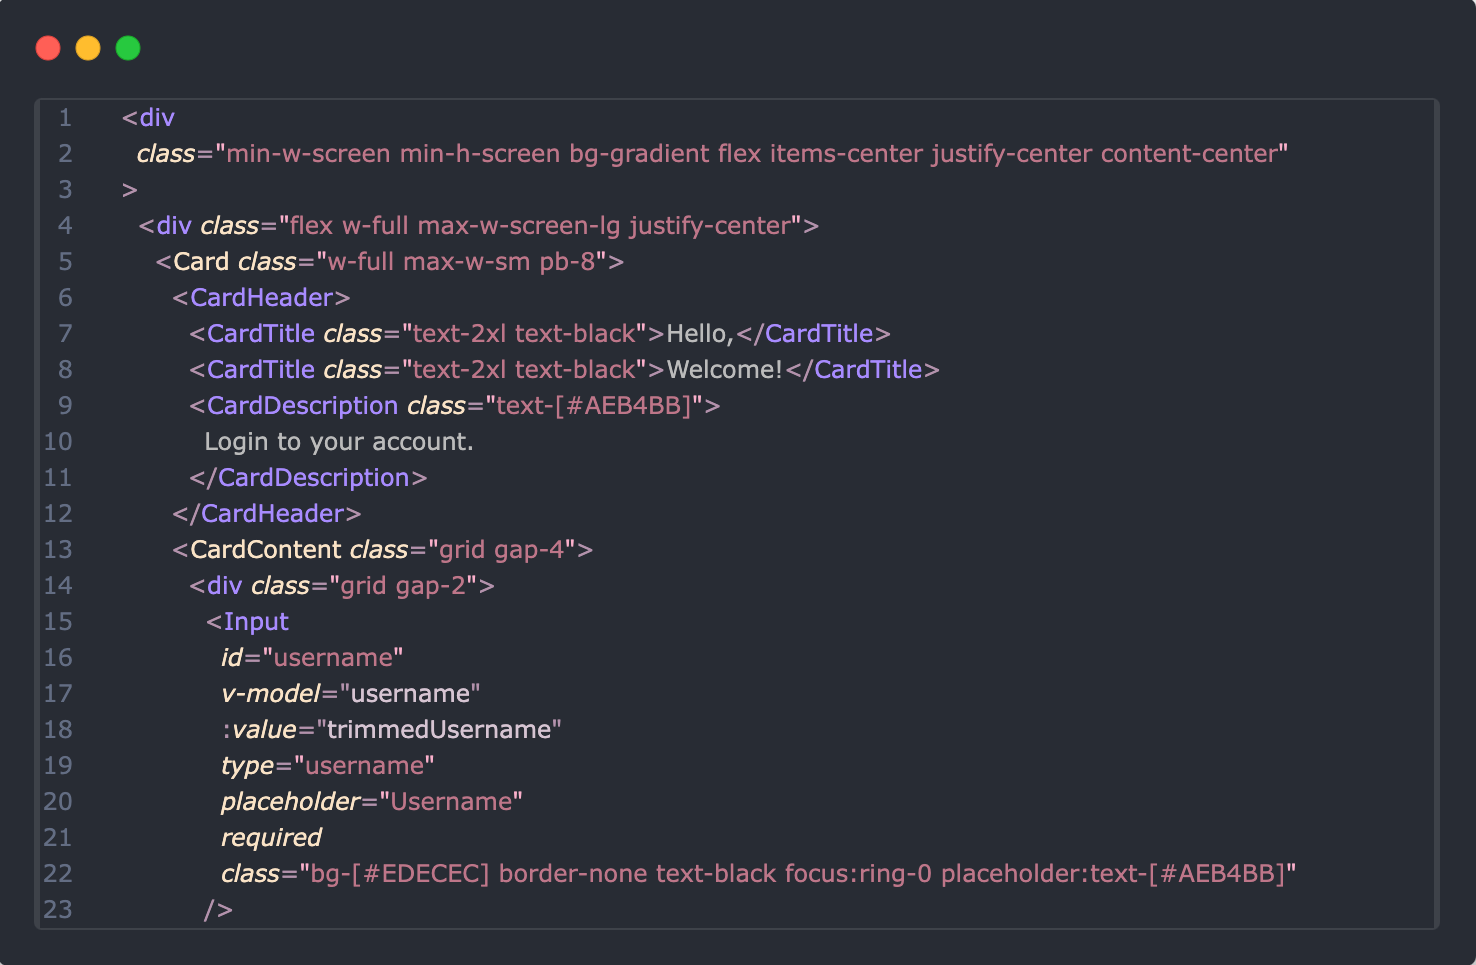 1 <div
2 class="min-w-screen min-h-screen bg-gradient flex items-center justify-center content-center"
3 >
4 <div class="flex w-full max-w-screen-lg justify-center">
5 <Card class="w-full max-w-sm pb-8">
6 <CardHeader>
7 <CardTitle class="text-2xl text-black">Hello,</CardTitle>
8 <CardTitle class="text-2xl text-black">Welcome!</CardTitle>
9 <CardDescription class="text-[#AEB4BB]">
10 Login to your account.
11 </CardDescription>
12 </CardHeader>
13 <CardContent class="grid gap-4">
14 <div class="grid gap-2">
15 <Input
16 id="username"
17 v-model="username"
18 :value="trimmedUsername"
19 type="username"
20 placeholder="Username"
21 required
22 class="bg-[#EDECEC] border-none text-black focus:ring-0 placeholder:text-[#AEB4BB]"
23 />